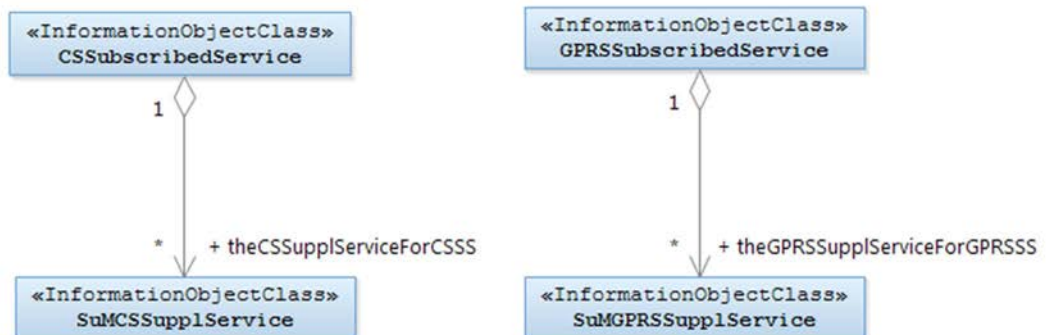 «InformationObjectClass»
CSSubscribedService
1
*
+ theCSSupplServiceForCSSS
«InformationObjectClass»
SuMCSSupplService
«InformationObjectClass»
GPRSSubscribedService
1
*
+ theGPRSSupplServiceForGPRSSS
«InformationObjectClass»
SuMGPRSSupplService